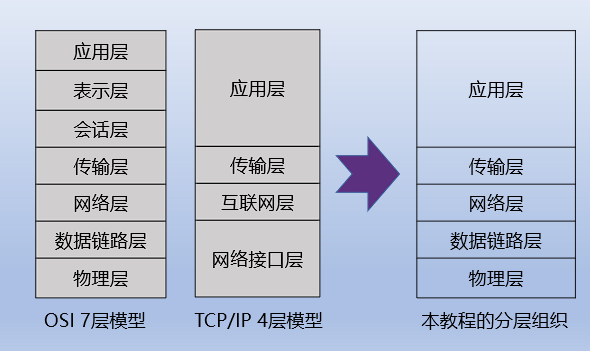 应用层
表示层
会话层
传输层
网络层
数据链路层
物理层
OSI 7层模型
应用层
传输层
互联网层
网络接口层
TCP/IP 4层模型
应用层
传输层
网络层
数据链路层
物理层
本教程的分层组织